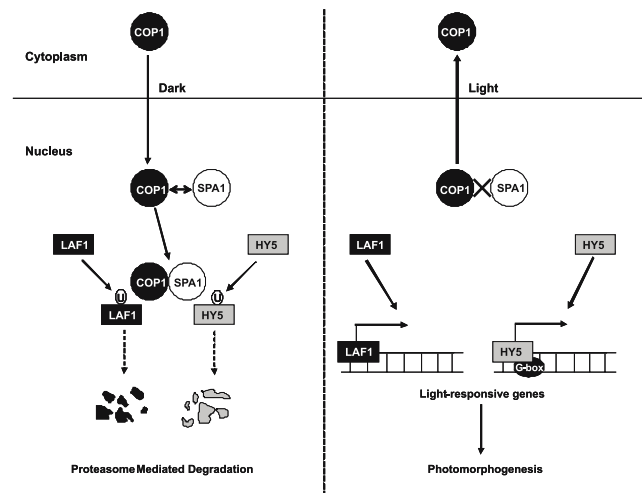 COP1
COP1
Cytoplasm
Dark
Light
Nucleus
COP1
SPA1
COP1
SPA1
LAF1
HY5
LAF1
HY5
COP1
SPA1
U
U
LAF1
HY5
LAF1
HY5
G-box
Light-responsive genes
Proteasome Mediated Degradation
Photomorphogenesis